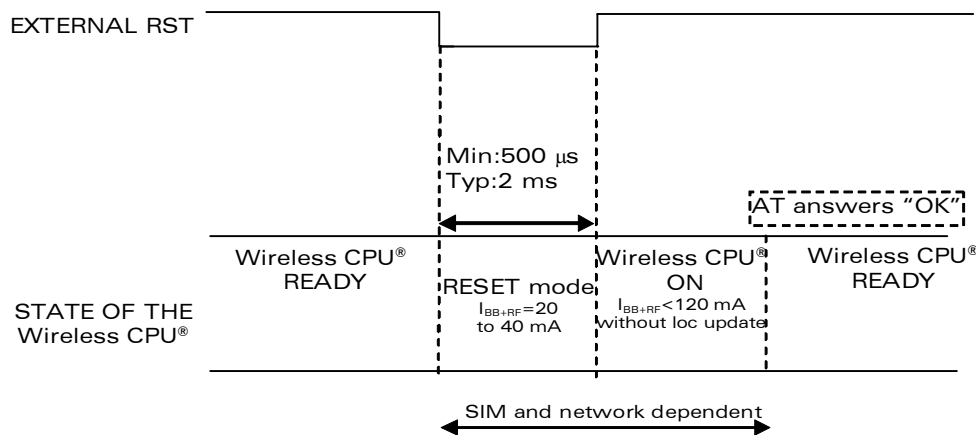 EXTERNAL RST
Min:500 µs
Typ:2 ms
AT answers “OK”
Wireless CPU®
READY
RESET mode
IBB+RF=20
to 40 mA
Wireless CPU®
ON
IBB+RF<120 mA
without loc update
Wireless CPU®
READY
STATE OF THE
Wireless CPU®
SIM and network dependent